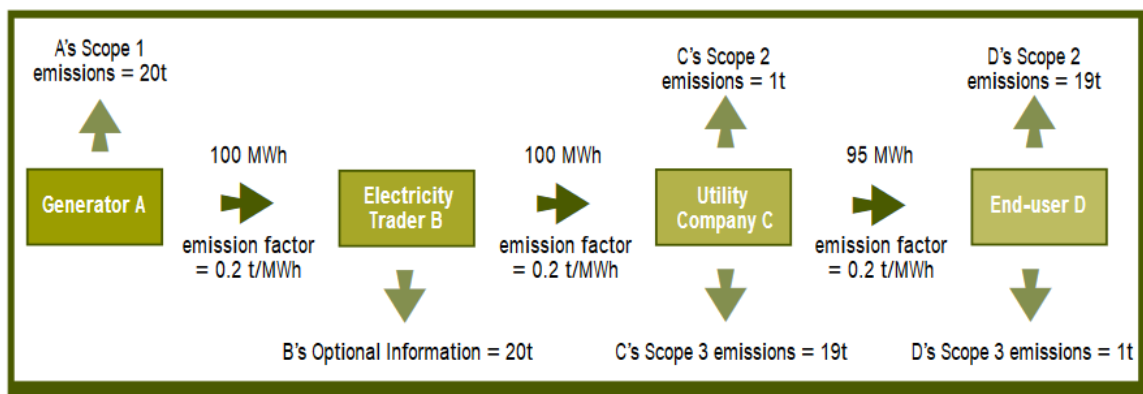 A's Scope 1
emissions = 20t
C's Scope 2
emissions = 1t
D's Scope 2
emissions = 19t
100 MWh
100 MWh
95 MWh
Generator A
Electricity
Trader B
Utility
Company C
End-user D
emission factor
= 0.2 t/MWh
emission factor
= 0.2 t/MWh
emission factor
= 0.2 t/MWh
B's Optional Information = 20t
C's Scope 3 emissions = 19t
D's Scope 3 emissions = 1t